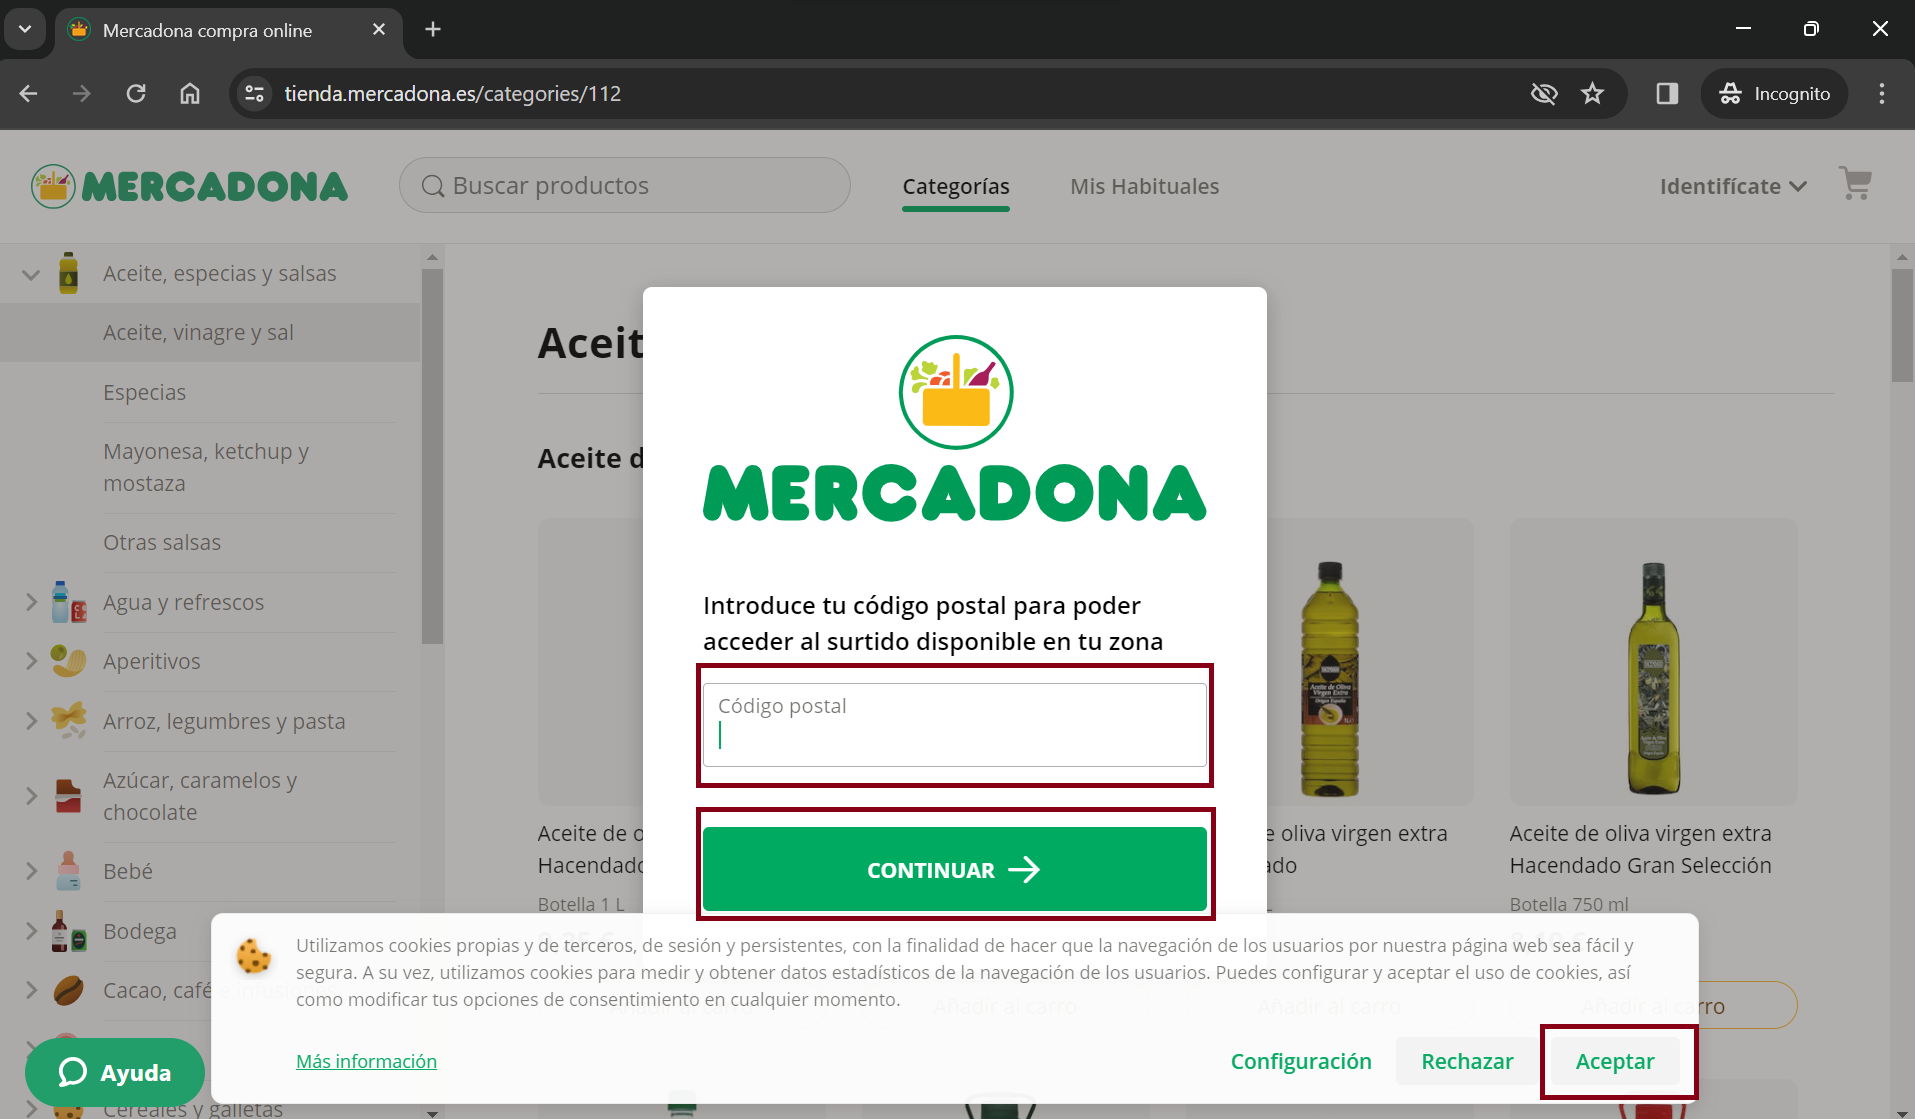 Mercadona compra online
tienda.mercadona.es/categories/112
Incognito
MERCADONA
Buscar productos
Categorías
Mis Habituales
Identifícate
Aceite, especias y salsas
Aceite, vinagre y sal
Especias
Mayonesa, ketchup y
mostaza
Otras salsas
Agua y refrescos
Aperitivos
Arroz, legumbres y pasta
Azúcar, caramelos y
chocolate
Bebé
Bodega
Cacao, café
Cereales y galletas
Ayuda
Aceit
Aceite d
MERCADONA
Introduce tu código postal para poder
acceder al surtido disponible en tu zona
Código postal
CONTINUAR
Aceite de o
Hacendado
Botella 1 L
e oliva virgen extra
ado
Aceite de oliva virgen extra
Hacendado Gran Selección
Botella 750 ml
Añadir al carro
Añadir al carro
Añadir al carro
Añadir al carro
Utilizamos cookies propias y de terceros, de sesión y persistentes, con la finalidad de hacer que la navegación de los usuarios por nuestra página web sea fácil y
segura. A su vez, utilizamos cookies para medir y obtener datos estadísticos de la navegación de los usuarios. Puedes configurar y aceptar el uso de cookies, así
como modificar tus opciones de consentimiento en cualquier momento.
Más información
Configuración
Rechazar
Aceptar